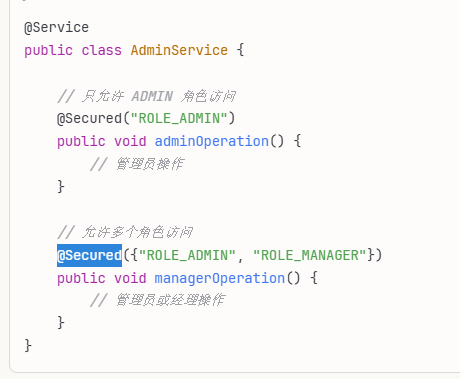 @Service
public class AdminService {
// 只允许 ADMIN 角色访问
@Secured("ROLE_ADMIN")
public void adminOperation() {
// 管理员操作
}
// 允许多个角色访问
@Secured({"ROLE_ADMIN", "ROLE_MANAGER"})
public void managerOperation() {
// 管理员或经理操作
}
}